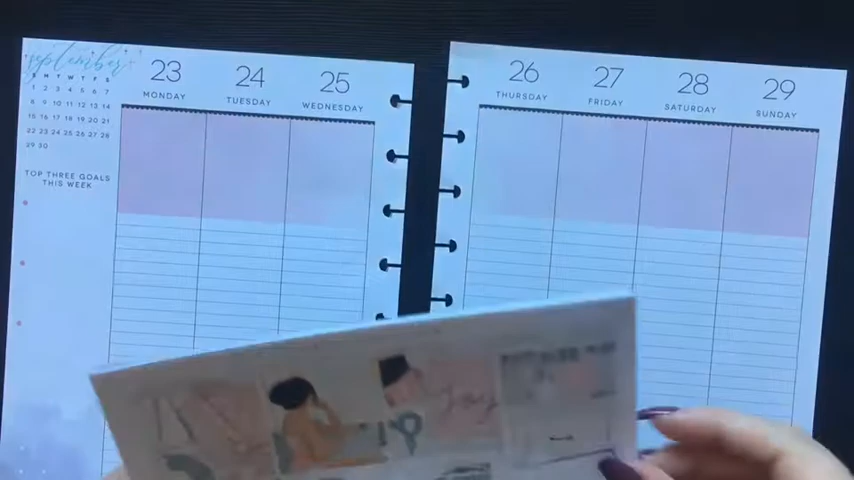 september
S M T W T F S
1 2 3 4 5 6 7
8 9 10 11 12 13 14
15 16 17 18 19 20 21
22 23 24 25 26 27 28
29 30
TOP THREE GOALS
THIS WEEK
23
MONDAY
24
TUESDAY
25
WEDNESDAY
26
THURSDAY
27
FRIDAY
28
SATURDAY
29
SUNDAY